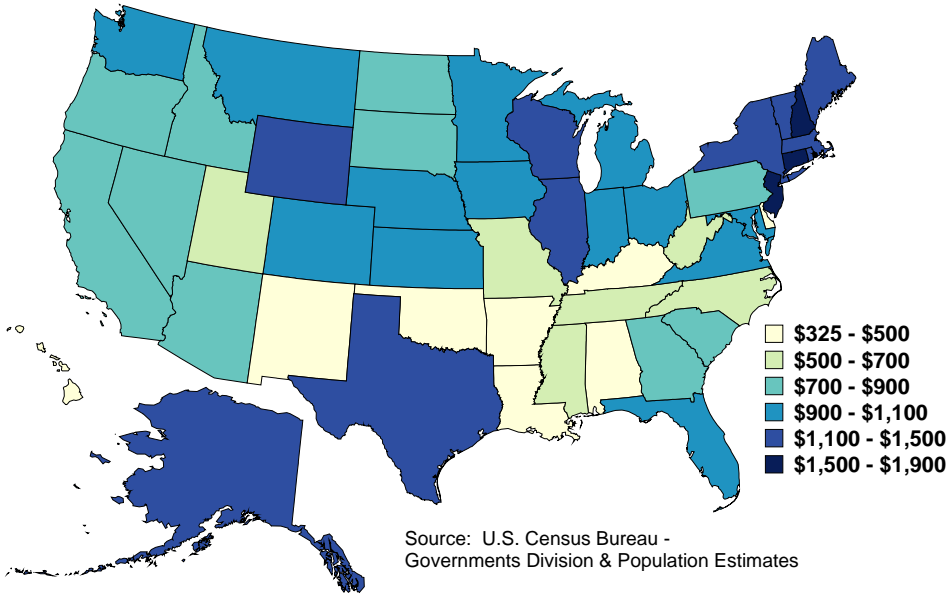 $325 - $500
$500 - $700
$700 - $900
$900 - $1,100
$1,100 - $1,500
$1,500 - $1,900
Source:  U.S. Census Bureau -
Governments Division & Population Estimates